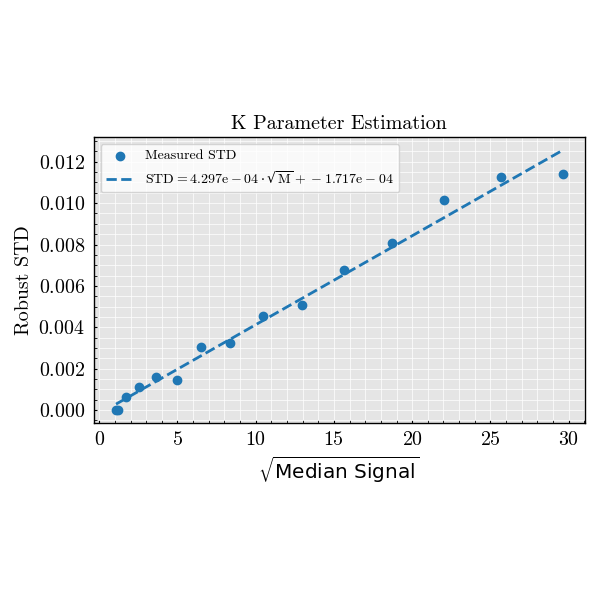 K Parameter Estimation
Measured STD
STD = 4.297e − 04 · √M + − 1.717e − 04
Robust STD
0.012
0.010
0.008
0.006
0.004
0.002
0.000
0 5 10 15 20 25 30
√Median Signal